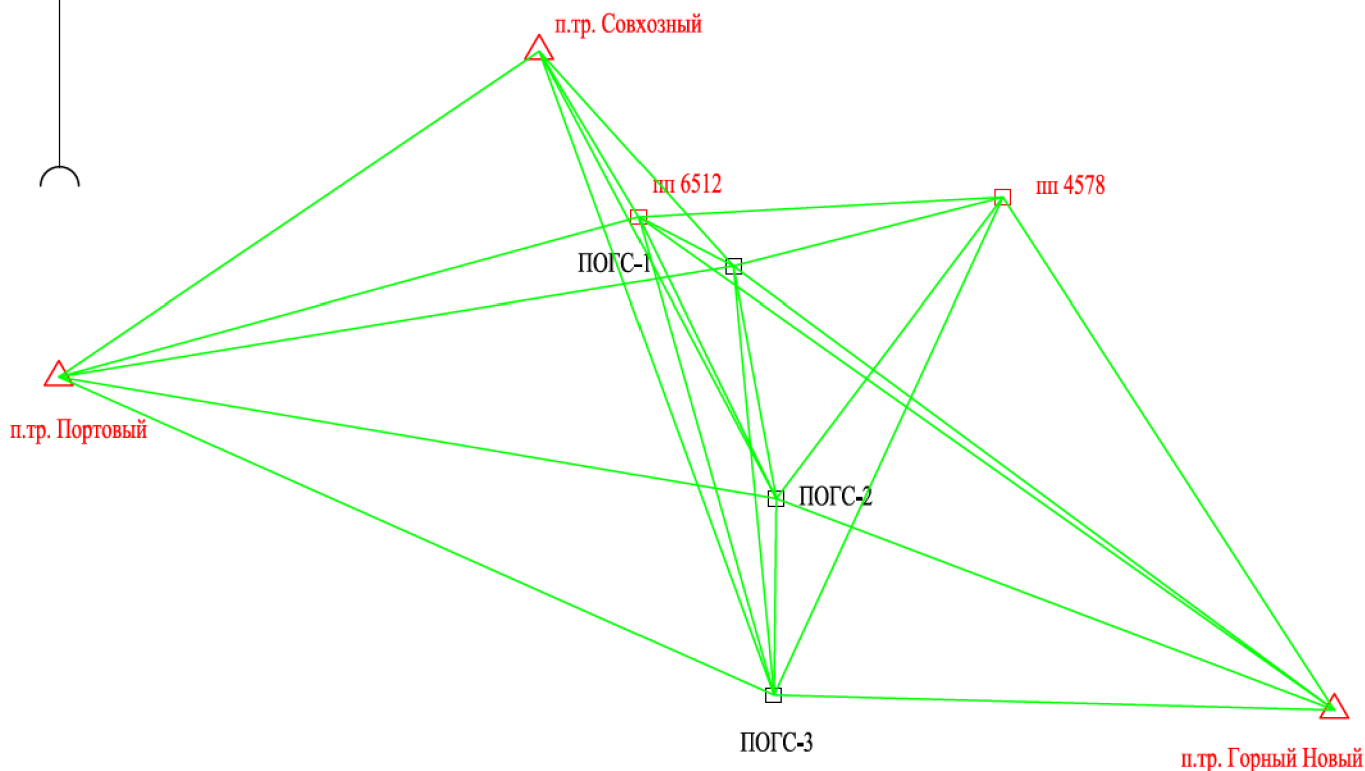 п.тр. Совхозный
пп 6512
пп 4578
ПОГС-1
п.тр. Портовый
ПОГС-2
ПОГС-3
п.тр. Горный Новый